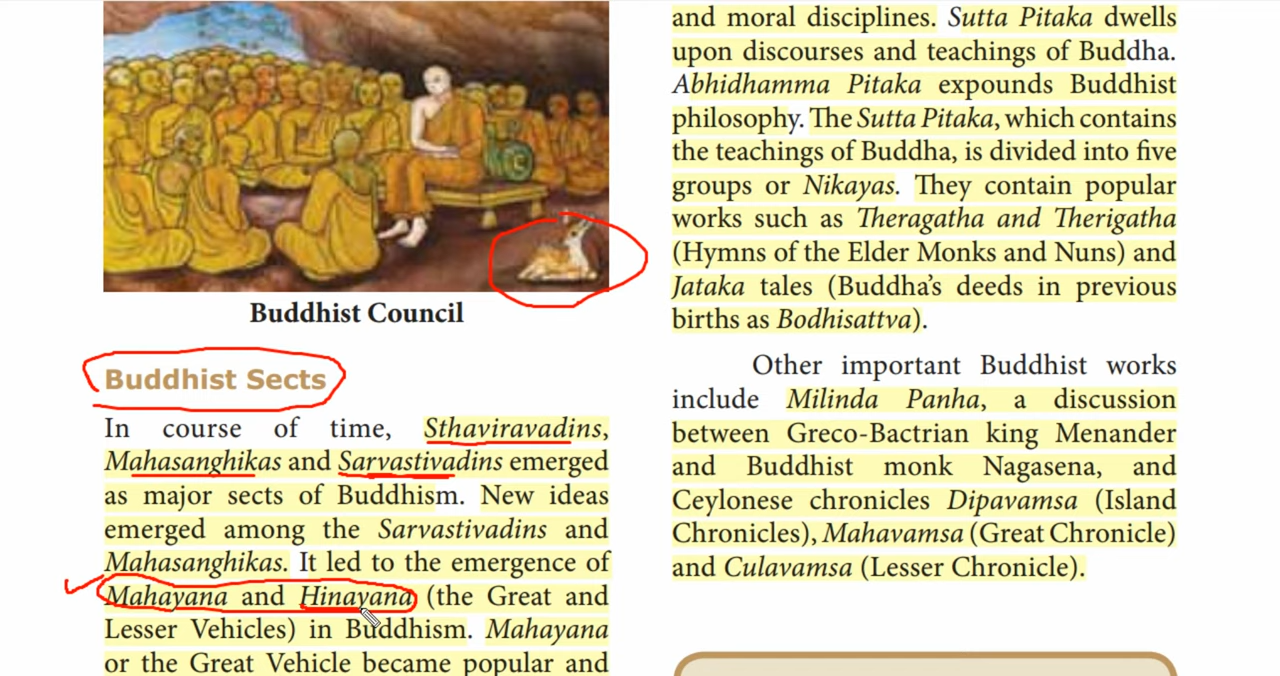 Buddhist Council
Buddhist Sects
In course of time, Sthaviravadins,
Mahasanghikas and Sarvastivadins emerged
as major sects of Buddhism. New ideas
emerged among the Sarvastivadins and
Mahasanghikas. It led to the emergence of
Mahayana and Hinayana (the Great and
Lesser Vehicles) in Buddhism. Mahayana
or the Great Vehicle became popular and
and moral disciplines. Sutta Pitaka dwells
upon discourses and teachings of Buddha.
Abhidhamma Pitaka expounds Buddhist
philosophy. The Sutta Pitaka, which contains
the teachings of Buddha, is divided into five
groups or Nikayas. They contain popular
works such as Theragatha and Therigatha
(Hymns of the Elder Monks and Nuns) and
Jataka tales (Buddha's deeds in previous
births as Bodhisattva).
Other important Buddhist works
include Milinda Panha, a discussion
between Greco-Bactrian king Menander
and Buddhist monk Nagasena, and
Ceylonese chronicles Dipavamsa (Island
Chronicles), Mahavamsa (Great Chronicle)
and Culavamsa (Lesser Chronicle).